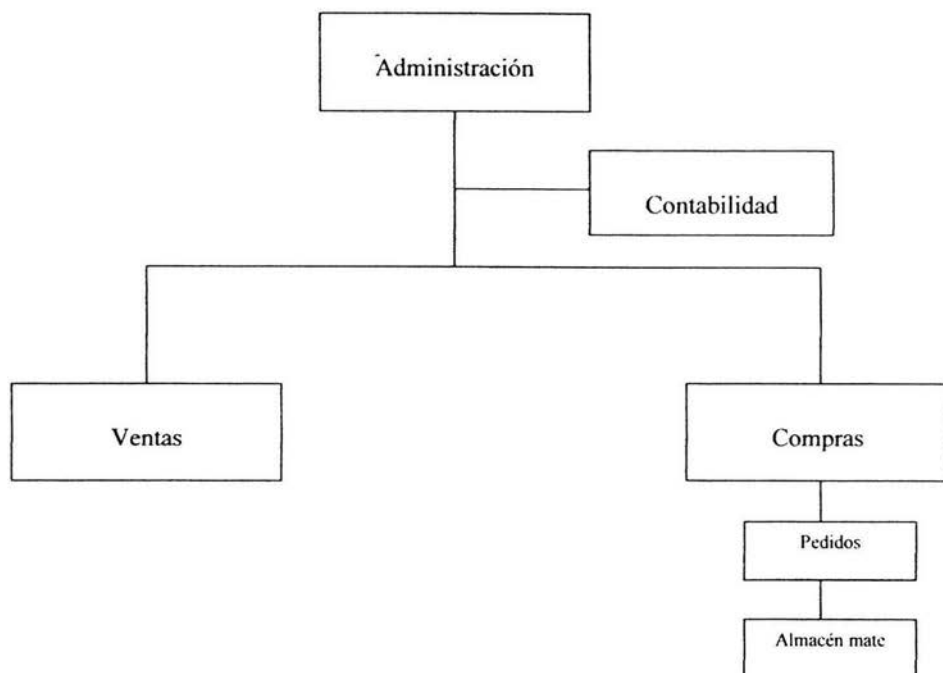 Administración
Contabilidad
Ventas
Compras
Pedidos
Almacén mate